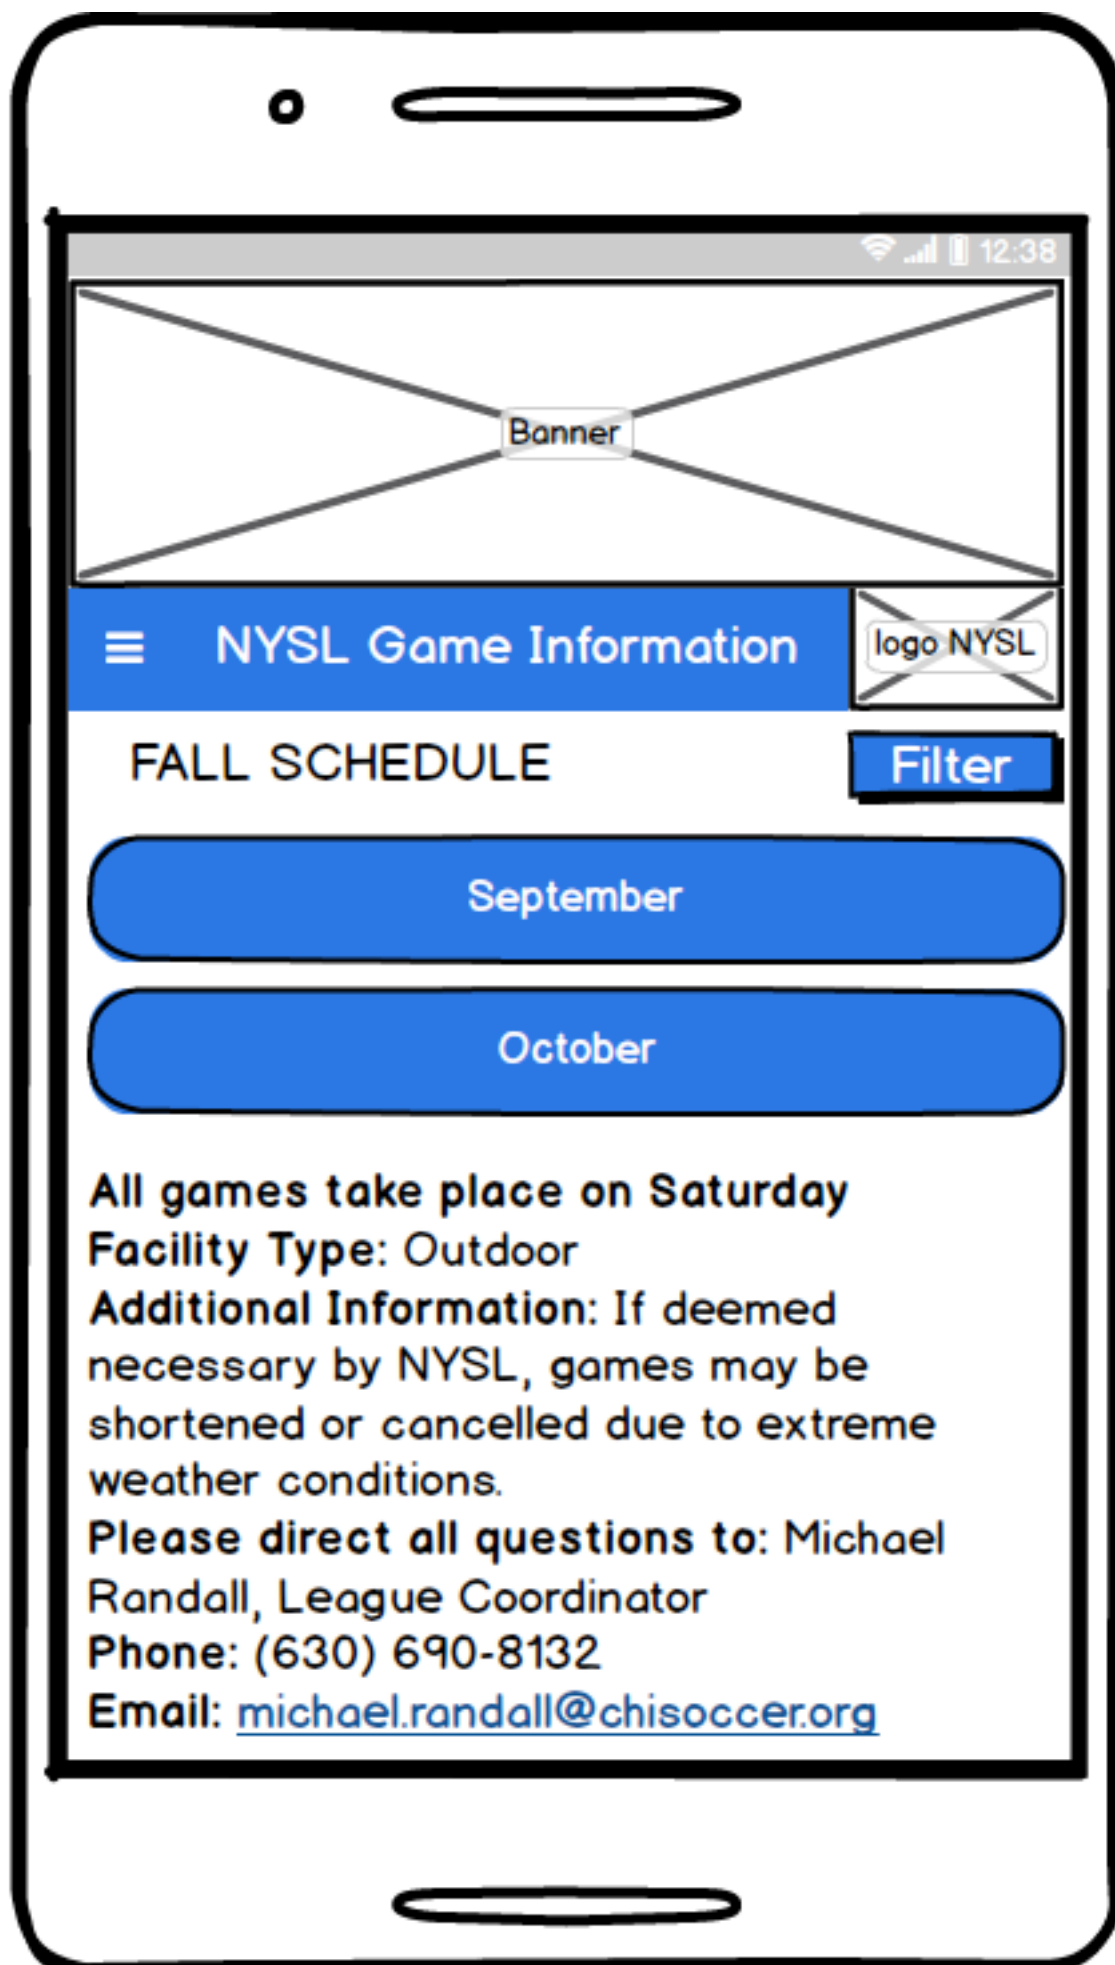 12:38
Banner
NYSL Game Information
logo NYSL
FALL SCHEDULE
Filter
September
October
All games take place on Saturday
Facility Type: Outdoor
Additional Information: If deemed
necessary by NYSL, games may be
shortened or cancelled due to extreme
weather conditions.
Please direct all questions to: Michael
Randall, League Coordinator
Phone: (630) 690-8132
Email: michael.randall@chisoccer.org